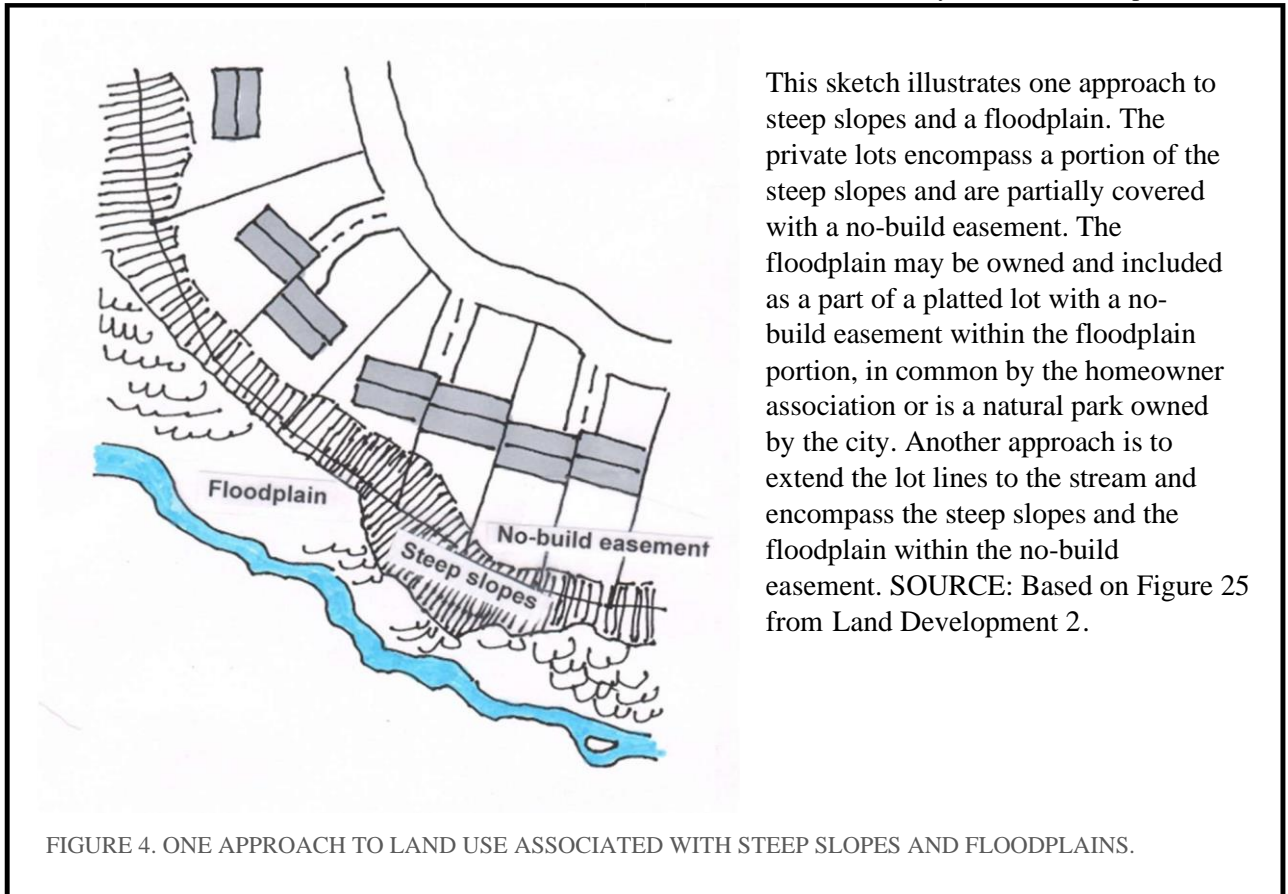 This sketch illustrates one approach to
steep slopes and a floodplain. The
private lots encompass a portion of the
steep slopes and are partially covered
with a no-build easement. The
floodplain may be owned and included
as a part of a platted lot with a no-
build easement within the floodplain
portion, in common by the homeowner
association or is a natural park owned
by the city. Another approach is to
extend the lot lines to the stream and
encompass the steep slopes and the
floodplain within the no-build
easement. SOURCE: Based on Figure 25
from Land Development 2.
Floodplain
No-build easement
Steep slopes
FIGURE 4. ONE APPROACH TO LAND USE ASSOCIATED WITH STEEP SLOPES AND FLOODPLAINS.